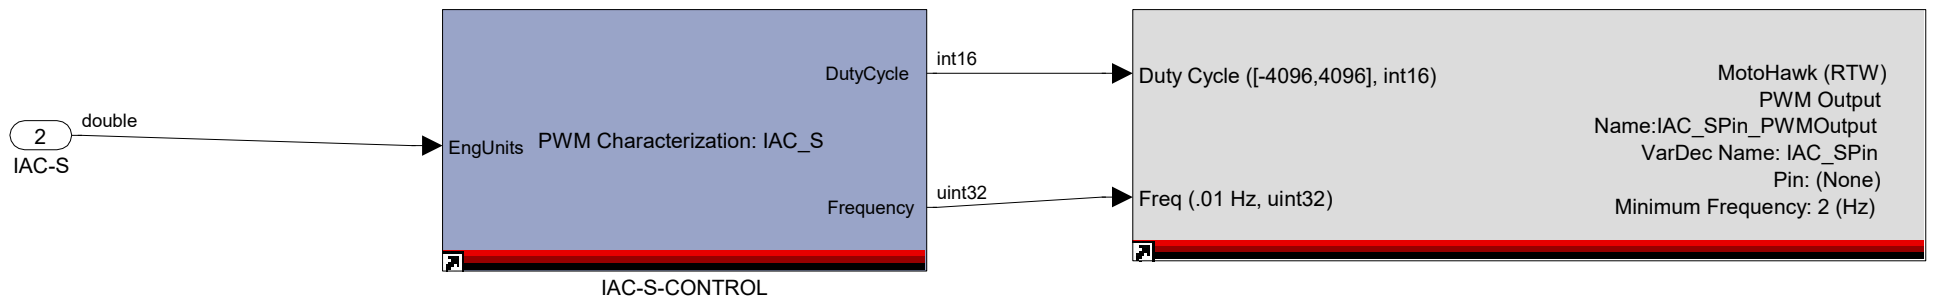 2
IAC-S
double
EngUnits
PWM Characterization: IAC_S
DutyCycle
Frequency
IAC-S-CONTROL
int16
uint32
Duty Cycle ([-4096,4096], int16)
Freq (.01 Hz, uint32)
MotoHawk (RTW)
PWM Output
Name:IAC_SPin_PWMOutput
VarDec Name: IAC_SPin
Pin: (None)
Minimum Frequency: 2 (Hz)